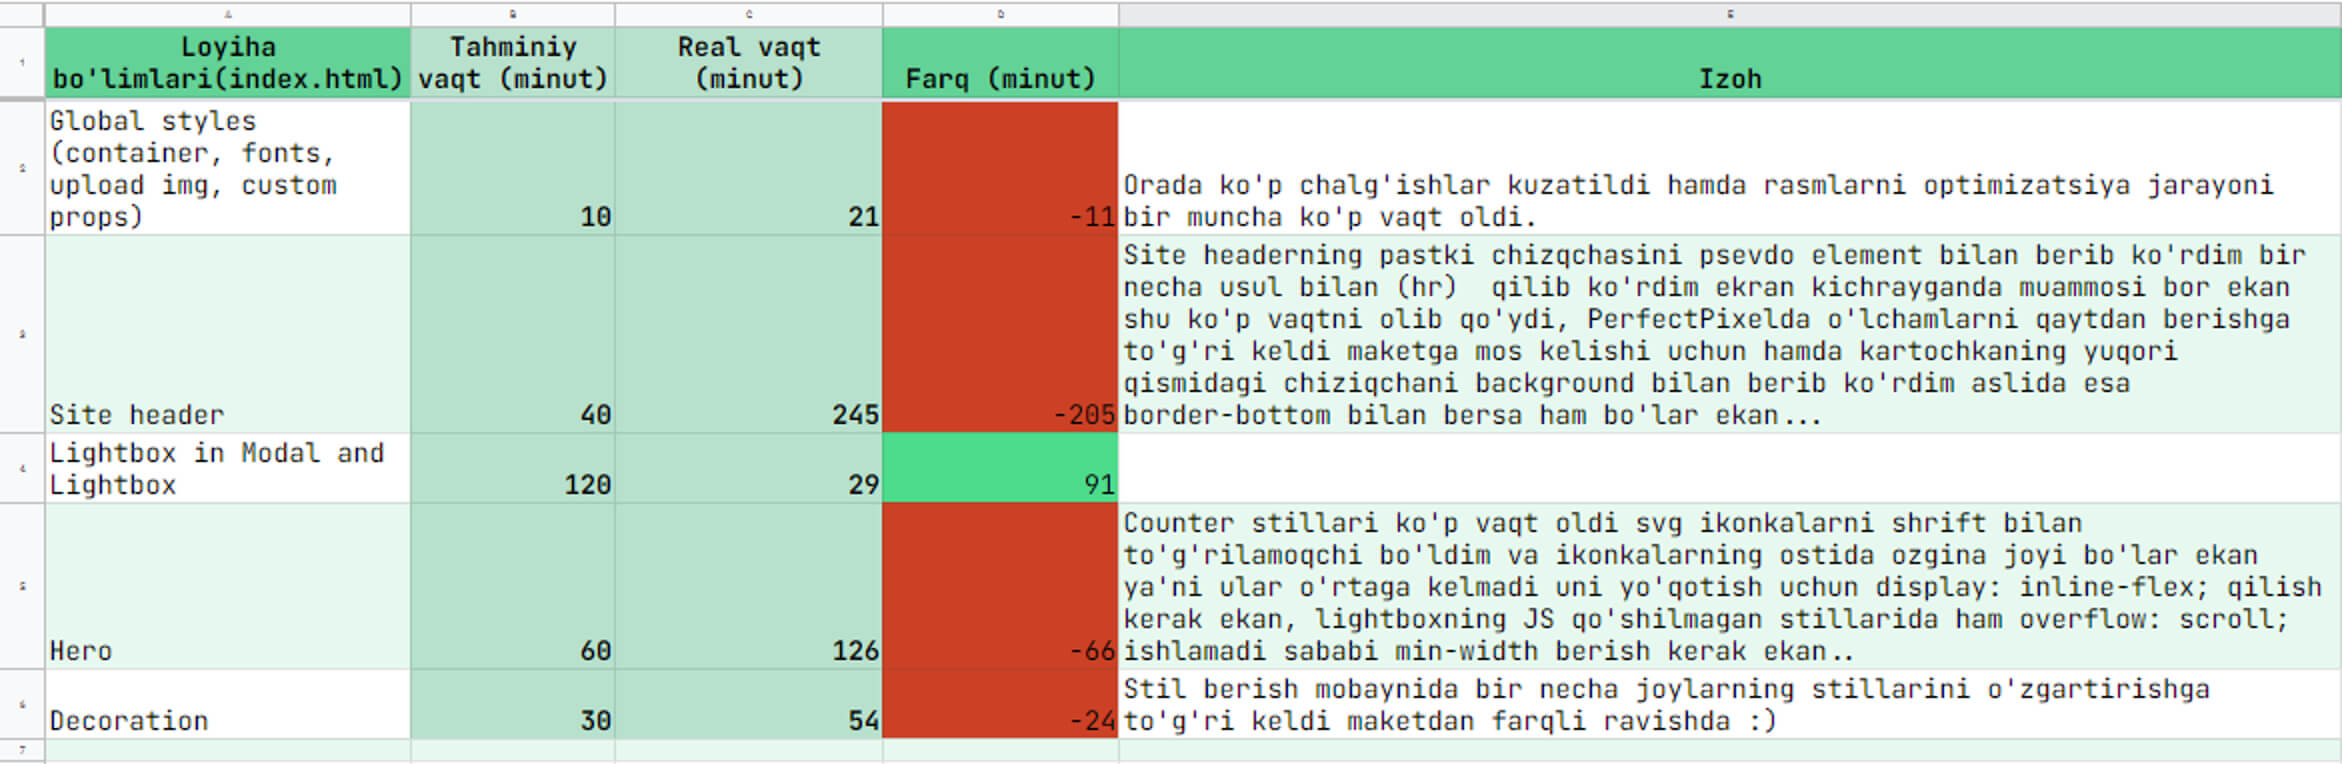 A B C D E
1 Loyiha bo'limlari(index.html) Tahminiy vaqt (minut) Real vaqt (minut) Farq (minut) Izoh
2
Global styles
(container, fonts,
upload img, custom
props)
10
21
-11
Orada ko'p chalg'ishlar kuzatildi hamda rasmlarni optimizatsiya jarayoni
bir muncha ko'p vaqt oldi.
3
Site header
40
245
-205
Site headerning pastki chizqchasini psevdo element bilan berib ko'rdim bir
necha usul bilan (hr)  qilib ko'rdim ekran kichrayganda muammosi bor ekan
shu ko'p vaqtni olib qo'ydi, PerfectPixelda o'lchamlarni qaytdan berishga
to'g'ri keldi maketga mos kelishi uchun hamda kartochkaning yuqori
qismidagi chiziqchani background bilan berib ko'rdim aslida esa
border-bottom bilan bersa ham bo'lar ekan...
4
Lightbox in Modal and
Lightbox
120
29
91
5
Hero
60
126
-66
Counter stillari ko'p vaqt oldi svg ikonkalarni shrift bilan
to'g'rilamoqchi bo'ldim va ikonkalarning ostida ozgina joyi bo'lar ekan
ya'ni ular o'rtaga kelmadi uni yo'qotish uchun display: inline-flex; qilish
kerak ekan, lightboxning JS qo'shilmagan stillarida ham overflow: scroll;
ishlamadi sababi min-width berish kerak ekan..
6
Decoration
30
54
-24
Stil berish mobaynida bir necha joylarning stillarini o'zgartirishga
to'g'ri keldi maketdan farqli ravishda :)
7